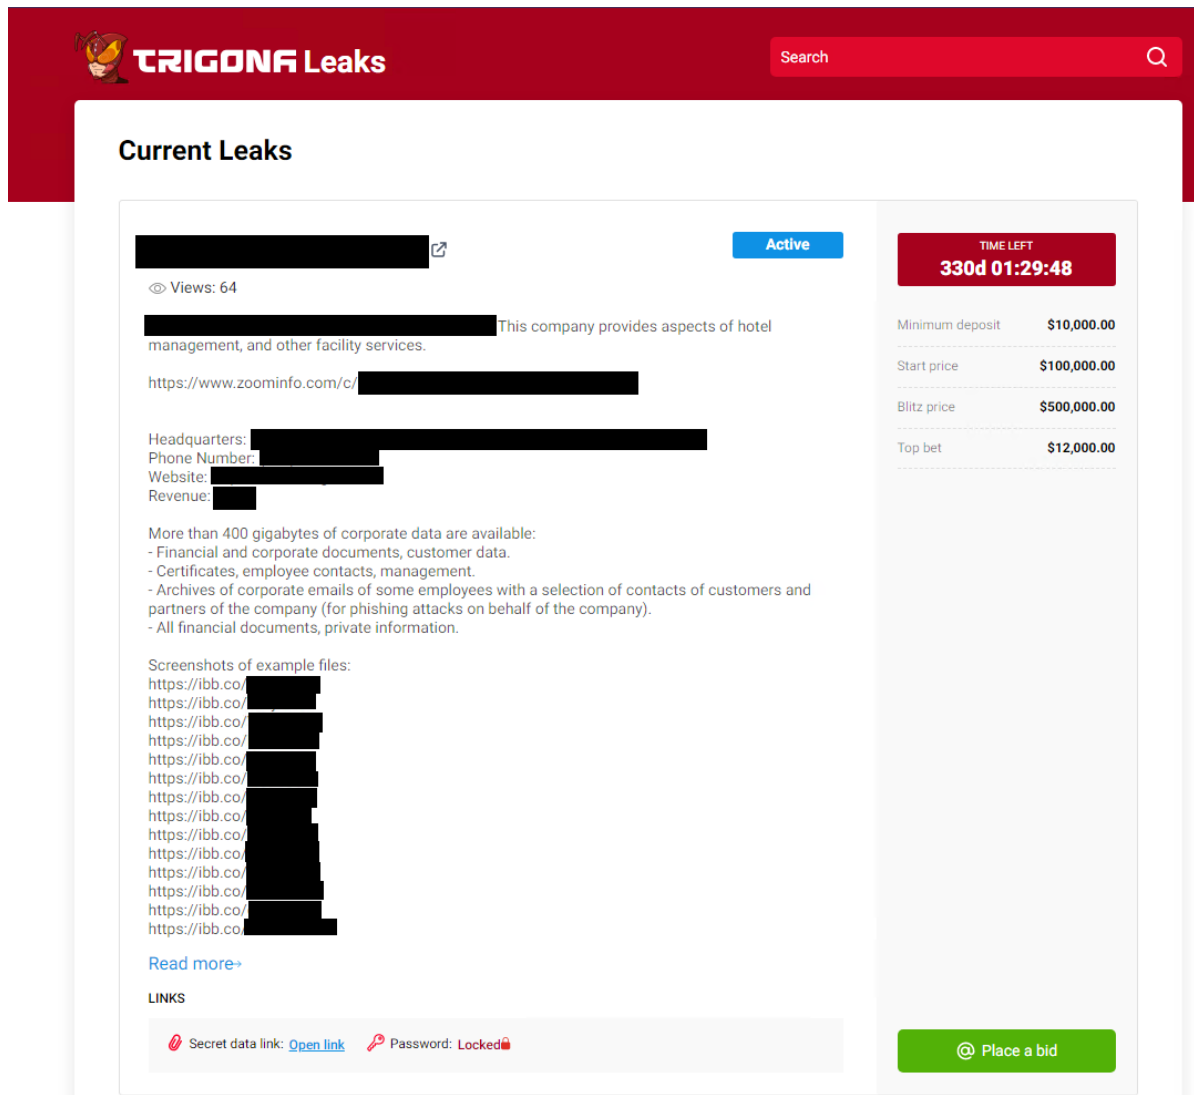 TRIGONA Leaks
Search
Current Leaks
Active
Views: 64
This company provides aspects of hotel
management, and other facility services.
https://www.zoominfo.com/c/
Headquarters:
Phone Number:
Website:
Revenue:
More than 400 gigabytes of corporate data are available:
- Financial and corporate documents, customer data.
- Certificates, employee contacts, management.
- Archives of corporate emails of some employees with a selection of contacts of customers and
partners of the company (for phishing attacks on behalf of the company).
- All financial documents, private information.
Screenshots of example files:
https://ibb.co/
https://ibb.co/
https://ibb.co/
https://ibb.co/
https://ibb.co/
https://ibb.co/
https://ibb.co/
https://ibb.co/
https://ibb.co/
https://ibb.co/
https://ibb.co/
https://ibb.co/
https://ibb.co/
https://ibb.co/
Read more→
LINKS
Secret data link: Open link Password: Locked
TIME LEFT
330d 01:29:48
Minimum deposit $10,000.00
Start price $100,000.00
Blitz price $500,000.00
Top bet $12,000.00
@ Place a bid